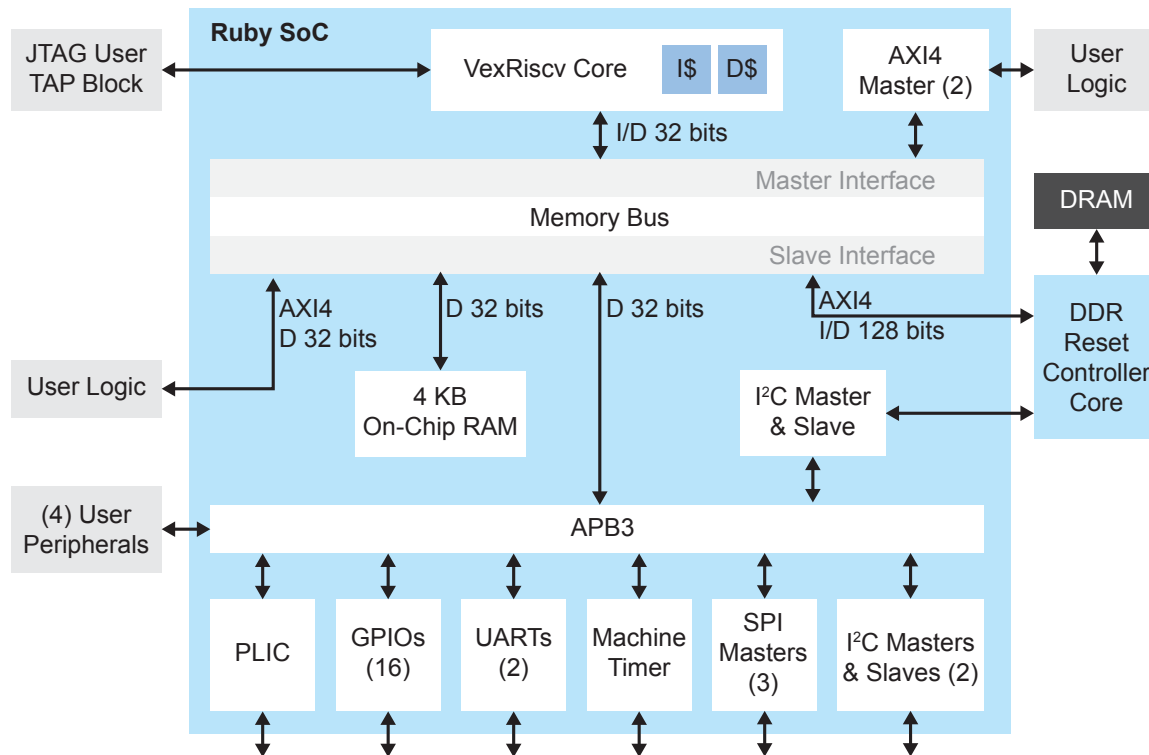 Ruby SoC
JTAG User
TAP Block
VexRiscv Core
I$
D$
AXI4
Master (2)
User
Logic
I/D 32 bits
Master Interface
Memory Bus
Slave Interface
DRAM
AXI4
D 32 bits
D 32 bits
D 32 bits
AXI4
I/D 128 bits
DDR
Reset
Controller
Core
User Logic
4 KB
On-Chip RAM
I²C Master
& Slave
(4) User
Peripherals
APB3
PLIC
GPIOs
(16)
UARTs
(2)
Machine
Timer
SPI
Masters
(3)
I²C Masters
& Slaves (2)